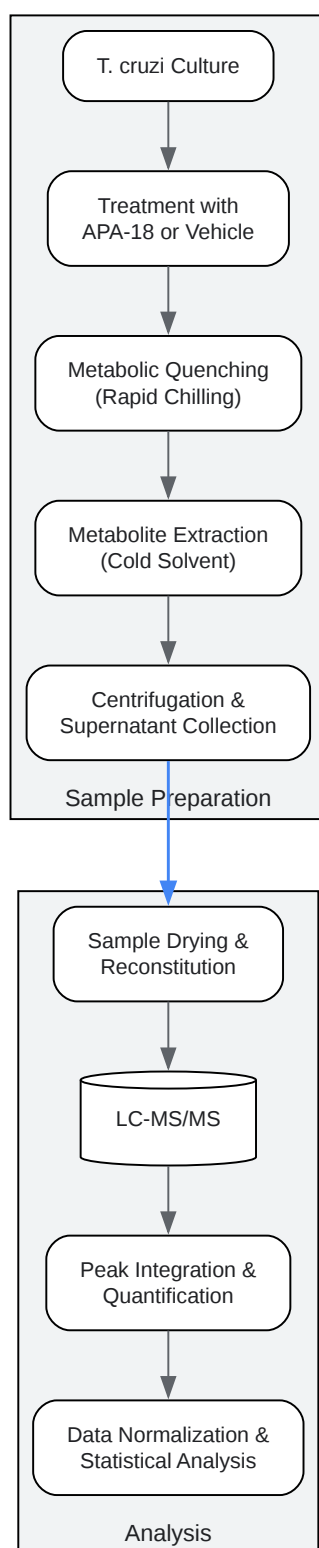 T. cruzi Culture
Treatment with
APA-18 or Vehicle
Metabolic Quenching
(Rapid Chilling)
Metabolite Extraction
(Cold Solvent)
Centrifugation &
Supernatant Collection
Sample Preparation
Sample Drying &
Reconstitution
LC-MS/MS
Peak Integration &
Quantification
Data Normalization &
Statistical Analysis
Analysis